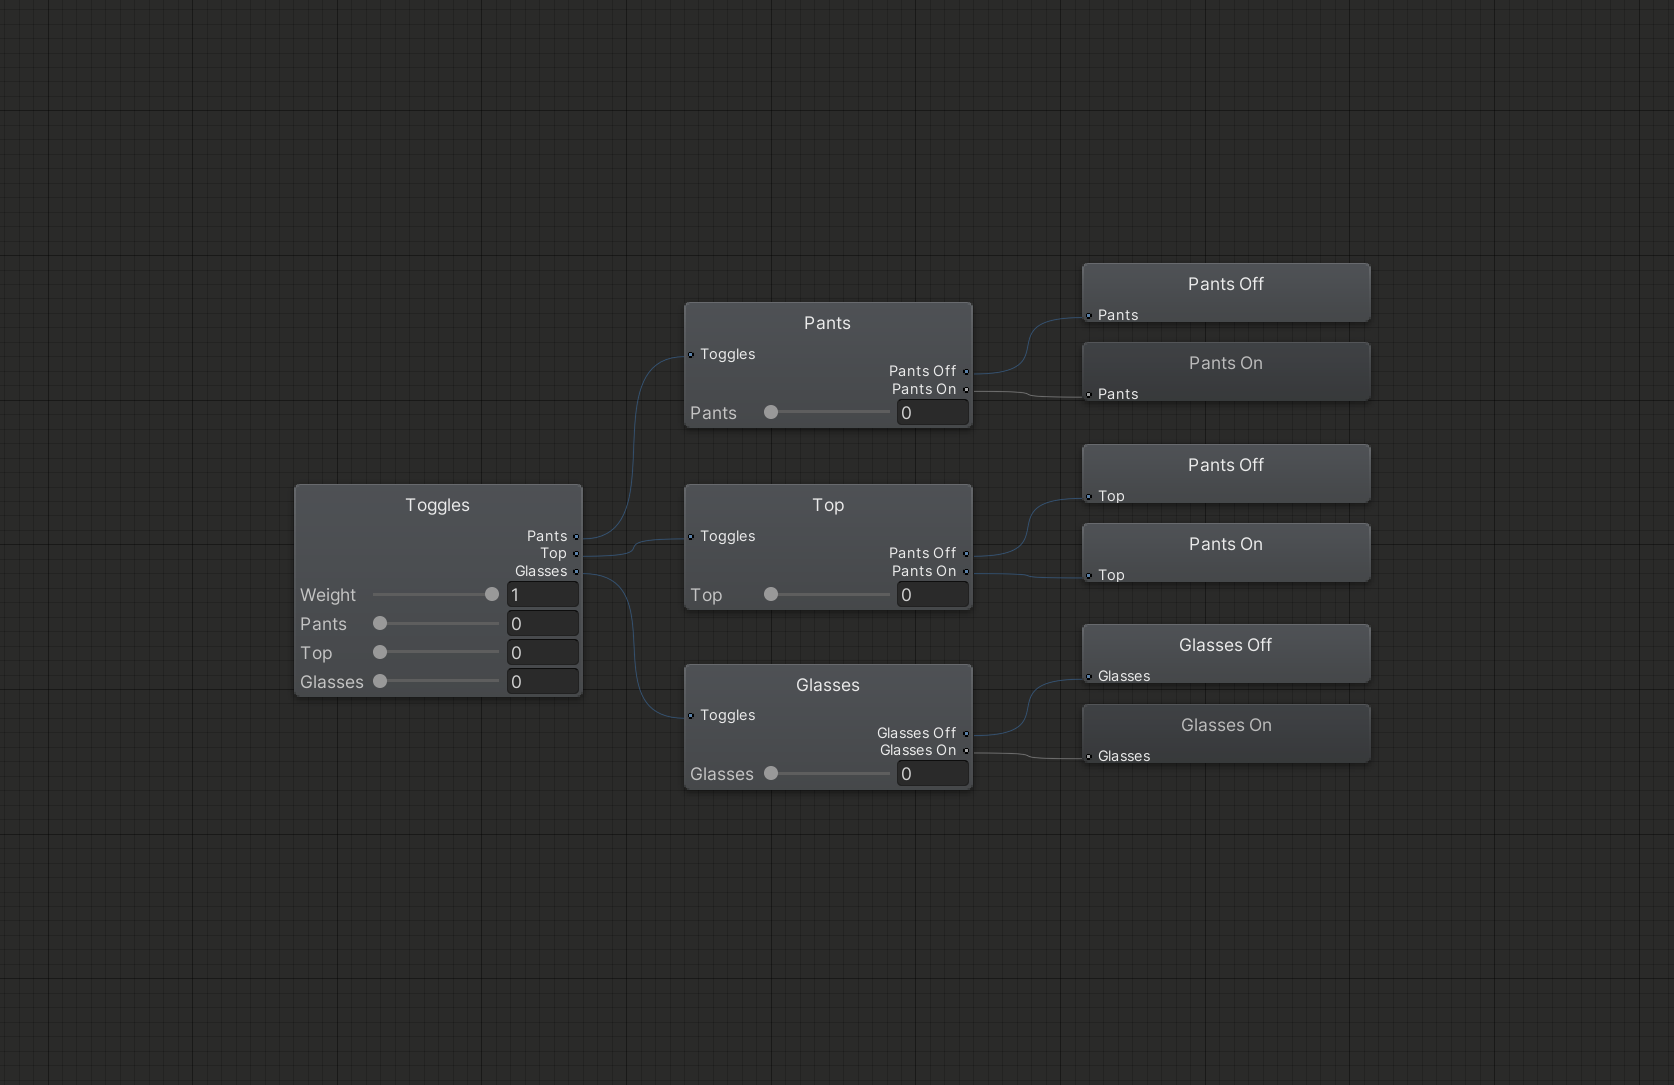 Toggles
Pants
Top
Glasses
Weight 1
Pants 0
Top 0
Glasses 0
Pants
Toggles
Pants Off
Pants On
Pants 0
Top
Toggles
Pants Off
Pants On
Top 0
Glasses
Toggles
Glasses Off
Glasses On
Glasses 0
Pants Off
Pants
Pants On
Pants
Pants Off
Top
Pants On
Top
Glasses Off
Glasses
Glasses On
Glasses